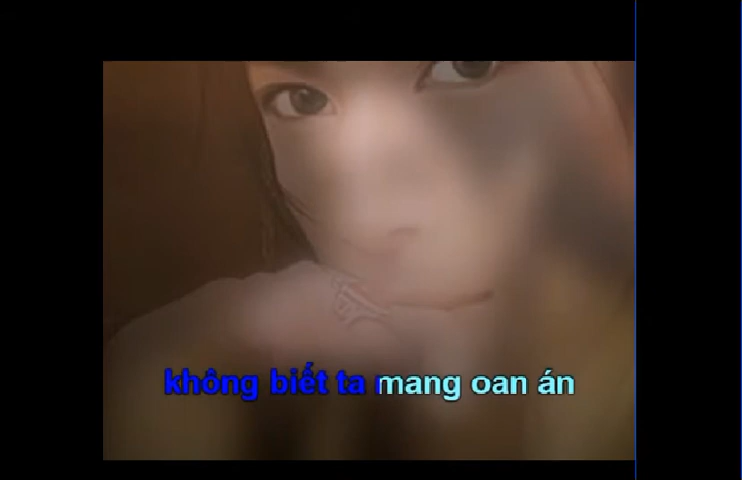 không biết ta mang oan án